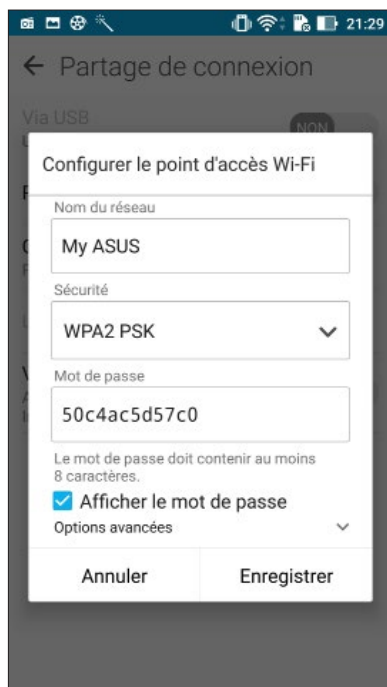 21:29
Partage de connexion
Via USB
NON
Configurer le point d'accès Wi-Fi
Nom du réseau
My ASUS
Sécurité
WPA2 PSK
Mot de passe
50c4ac5d57c0
Le mot de passe doit contenir au moins
8 caractères.
Afficher le mot de passe
Options avancées
Annuler
Enregistrer